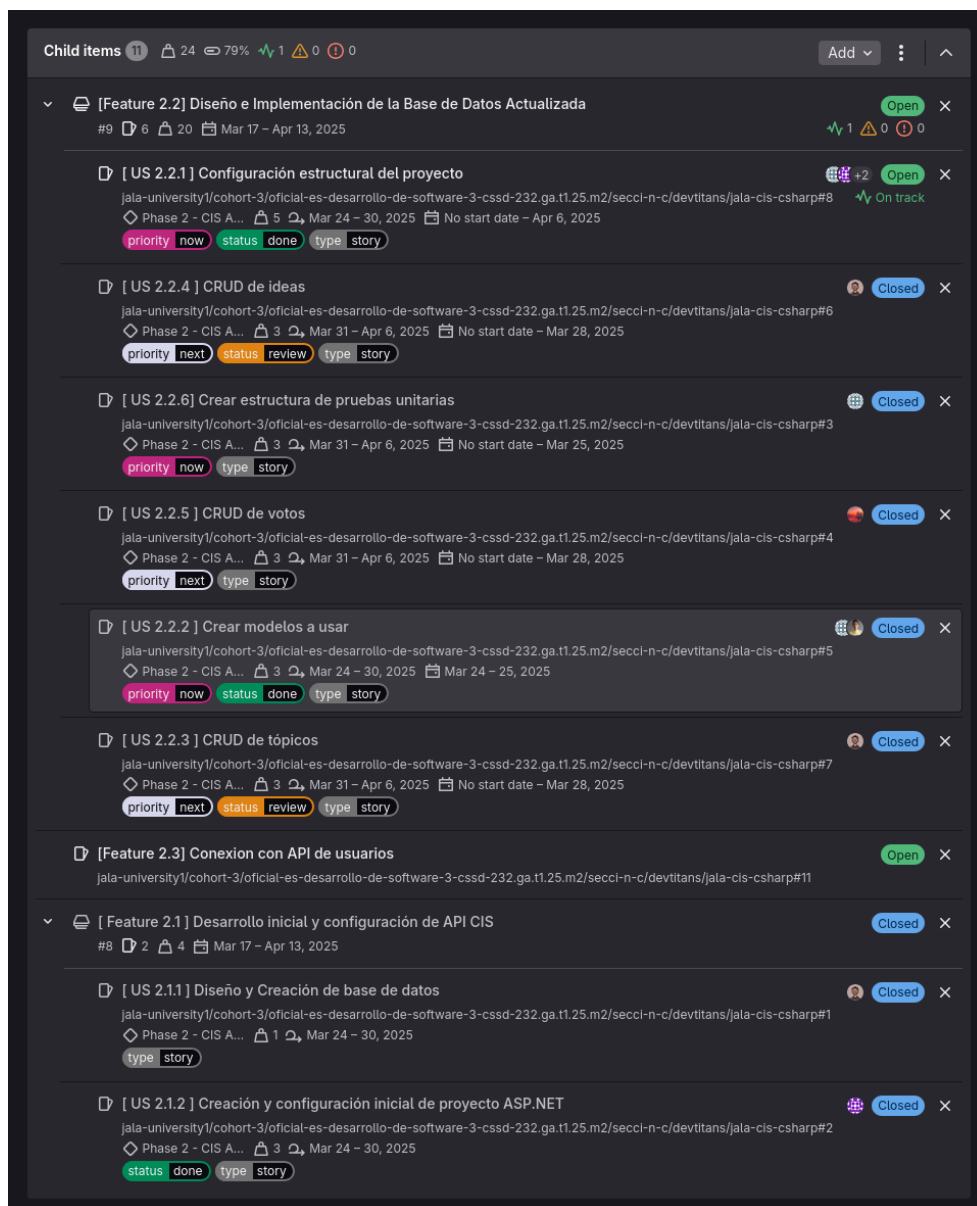 Child items 11 24 79% 1 0 0 Add
[Feature 2.2] Diseño e Implementación de la Base de Datos Actualizada Open
#9 6 20 Mar 17 – Apr 13, 2025 1 0 0
[ US 2.2.1 ] Configuración estructural del proyecto +2 Open
jala-university1/cohort-3/oficial-es-desarrollo-de-software-3-cssd-232.ga.t1.25.m2/secci-n-c/devtitans/jala-cis-csharp#8 On track
Phase 2 - CIS A... 5 Mar 24 – 30, 2025 No start date – Apr 6, 2025
priority now status done type story
[ US 2.2.4 ] CRUD de ideas Closed
jala-university1/cohort-3/oficial-es-desarrollo-de-software-3-cssd-232.ga.t1.25.m2/secci-n-c/devtitans/jala-cis-csharp#6
Phase 2 - CIS A... 3 Mar 31 – Apr 6, 2025 No start date – Mar 28, 2025
priority next status review type story
[ US 2.2.6] Crear estructura de pruebas unitarias Closed
jala-university1/cohort-3/oficial-es-desarrollo-de-software-3-cssd-232.ga.t1.25.m2/secci-n-c/devtitans/jala-cis-csharp#3
Phase 2 - CIS A... 3 Mar 31 – Apr 6, 2025 No start date – Mar 25, 2025
priority now type story
[ US 2.2.5 ] CRUD de votos Closed
jala-university1/cohort-3/oficial-es-desarrollo-de-software-3-cssd-232.ga.t1.25.m2/secci-n-c/devtitans/jala-cis-csharp#4
Phase 2 - CIS A... 3 Mar 31 – Apr 6, 2025 No start date – Mar 28, 2025
priority next type story
[ US 2.2.2 ] Crear modelos a usar Closed
jala-university1/cohort-3/oficial-es-desarrollo-de-software-3-cssd-232.ga.t1.25.m2/secci-n-c/devtitans/jala-cis-csharp#5
Phase 2 - CIS A... 3 Mar 24 – 30, 2025 Mar 24 – 25, 2025
priority now status done type story
[ US 2.2.3 ] CRUD de tópicos Closed
jala-university1/cohort-3/oficial-es-desarrollo-de-software-3-cssd-232.ga.t1.25.m2/secci-n-c/devtitans/jala-cis-csharp#7
Phase 2 - CIS A... 3 Mar 31 – Apr 6, 2025 No start date – Mar 28, 2025
priority next status review type story
[Feature 2.3] Conexion con API de usuarios Open
jala-university1/cohort-3/oficial-es-desarrollo-de-software-3-cssd-232.ga.t1.25.m2/secci-n-c/devtitans/jala-cis-csharp#11
[ Feature 2.1 ] Desarrollo inicial y configuración de API CIS Closed
#8 2 4 Mar 17 – Apr 13, 2025
[ US 2.1.1 ] Diseño y Creación de base de datos Closed
jala-university1/cohort-3/oficial-es-desarrollo-de-software-3-cssd-232.ga.t1.25.m2/secci-n-c/devtitans/jala-cis-csharp#1
Phase 2 - CIS A... 1 Mar 24 – 30, 2025
type story
[ US 2.1.2 ] Creación y configuración inicial de proyecto ASP.NET Closed
jala-university1/cohort-3/oficial-es-desarrollo-de-software-3-cssd-232.ga.t1.25.m2/secci-n-c/devtitans/jala-cis-csharp#2
Phase 2 - CIS A... 3 Mar 24 – 30, 2025
status done type story